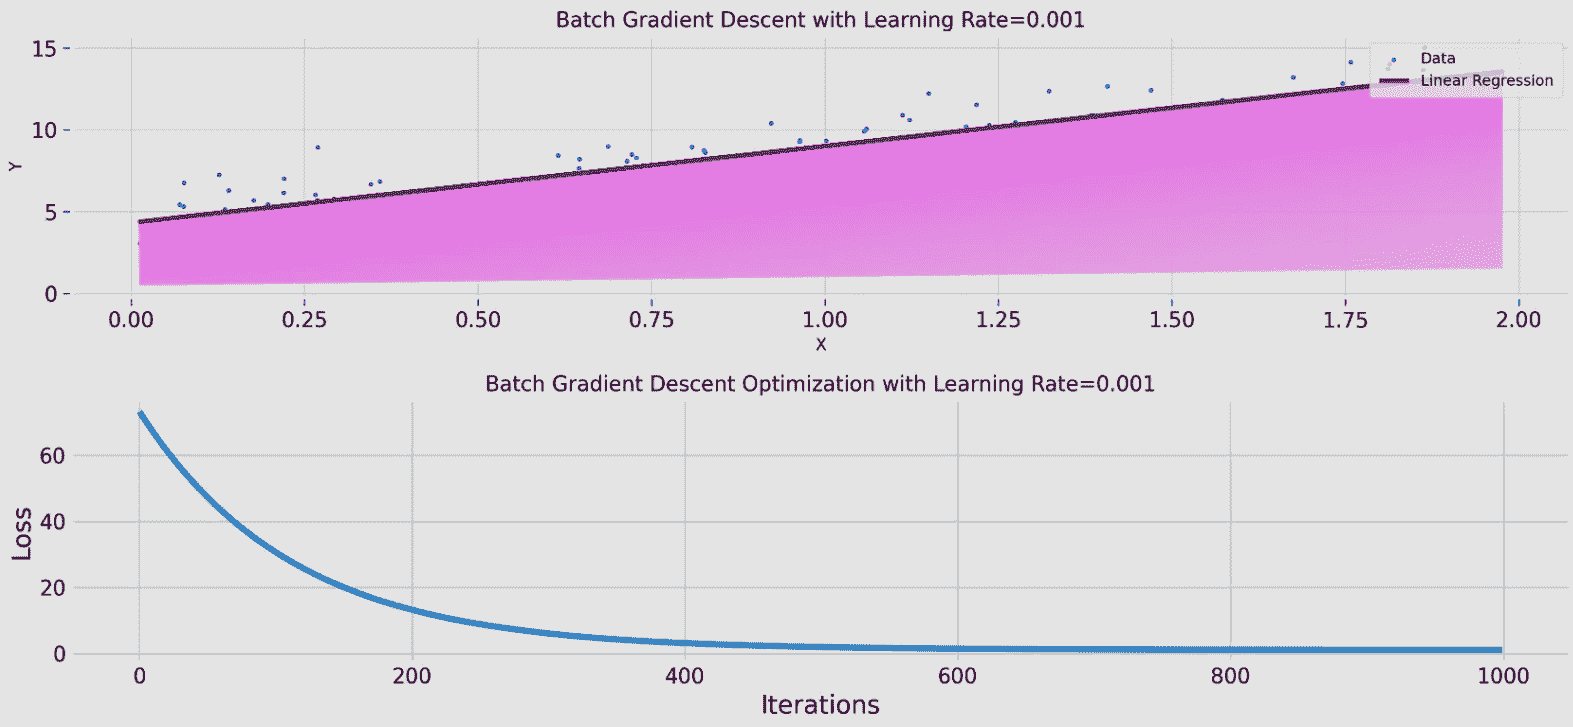 Batch Gradient Descent with Learning Rate=0.001
Y
15
10
5
0
Data
Linear Regression
0.00 0.25 0.50 0.75 1.00 1.25 1.50 1.75 2.00
X
Batch Gradient Descent Optimization with Learning Rate=0.001
Loss
60
40
20
0
0 200 400 600 800 1000
Iterations